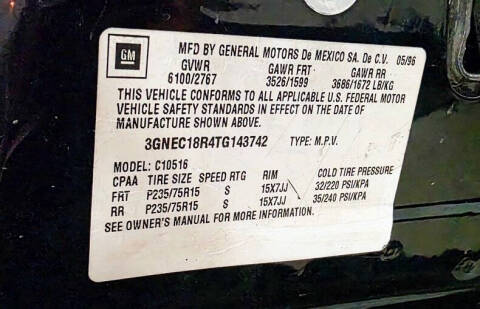 GM
MFD BY GENERAL MOTORS De MEXICO SA. De C.V. 05/96
GVWR GAWR FRT GAWR RR
6100/2767 3526/1599 3686/1672 LB/KG
THIS VEHICLE CONFORMS TO ALL APPLICABLE U.S. FEDERAL MOTOR
VEHICLE SAFETY STANDARDS IN EFFECT ON THE DATE OF
MANUFACTURE SHOWN ABOVE.
3GNEC18R4TG143742 TYPE: M.P.V.
MODEL: C10516
CPAA TIRE SIZE SPEED RTG RIM COLD TIRE PRESSURE
FRT P235/75R15 S 15X7JJ 32/220 PSI/KPA
RR P235/75R15 S 15X7JJ 35/240 PSI/KPA
SEE OWNER'S MANUAL FOR MORE INFORMATION.